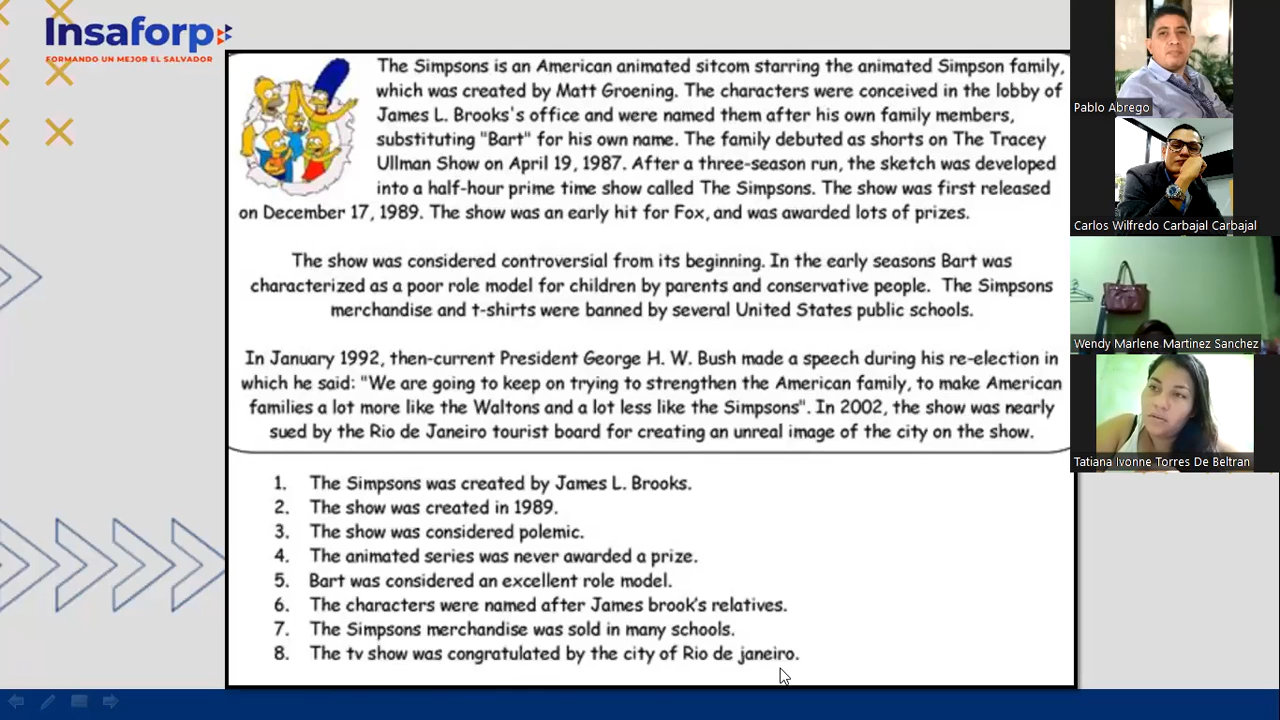 Insaforp
FORMANDO UN MEJOR EL SALVADOR
The Simpsons is an American animated sitcom starring the animated Simpson family,
which was created by Matt Groening. The characters were conceived in the lobby of
James L. Brooks's office and were named them after his own family members,
substituting "Bart" for his own name. The family debuted as shorts on The Tracey
Ullman Show on April 19, 1987. After a three-season run, the sketch was developed
into a half-hour prime time show called The Simpsons. The show was first released
on December 17, 1989. The show was an early hit for Fox, and was awarded lots of prizes.
The show was considered controversial from its beginning. In the early seasons Bart was
characterized as a poor role model for children by parents and conservative people. The Simpsons
merchandise and t-shirts were banned by several United States public schools.
In January 1992, then-current President George H. W. Bush made a speech during his re-election in
which he said: "We are going to keep on trying to strengthen the American family, to make American
families a lot more like the Waltons and a lot less like the Simpsons". In 2002, the show was nearly
sued by the Rio de Janeiro tourist board for creating an unreal image of the city on the show.
1. The Simpsons was created by James L. Brooks.
2. The show was created in 1989.
3. The show was considered polemic.
4. The animated series was never awarded a prize.
5. Bart was considered an excellent role model.
6. The characters were named after James brook's relatives.
7. The Simpsons merchandise was sold in many schools.
8. The tv show was congratulated by the city of Rio de janeiro.
Pablo Abrego
Carlos Wilfredo Carbajal Carbajal
Wendy Marlene Martinez Sanchez
Tatiana Ivonne Torres De Beltran